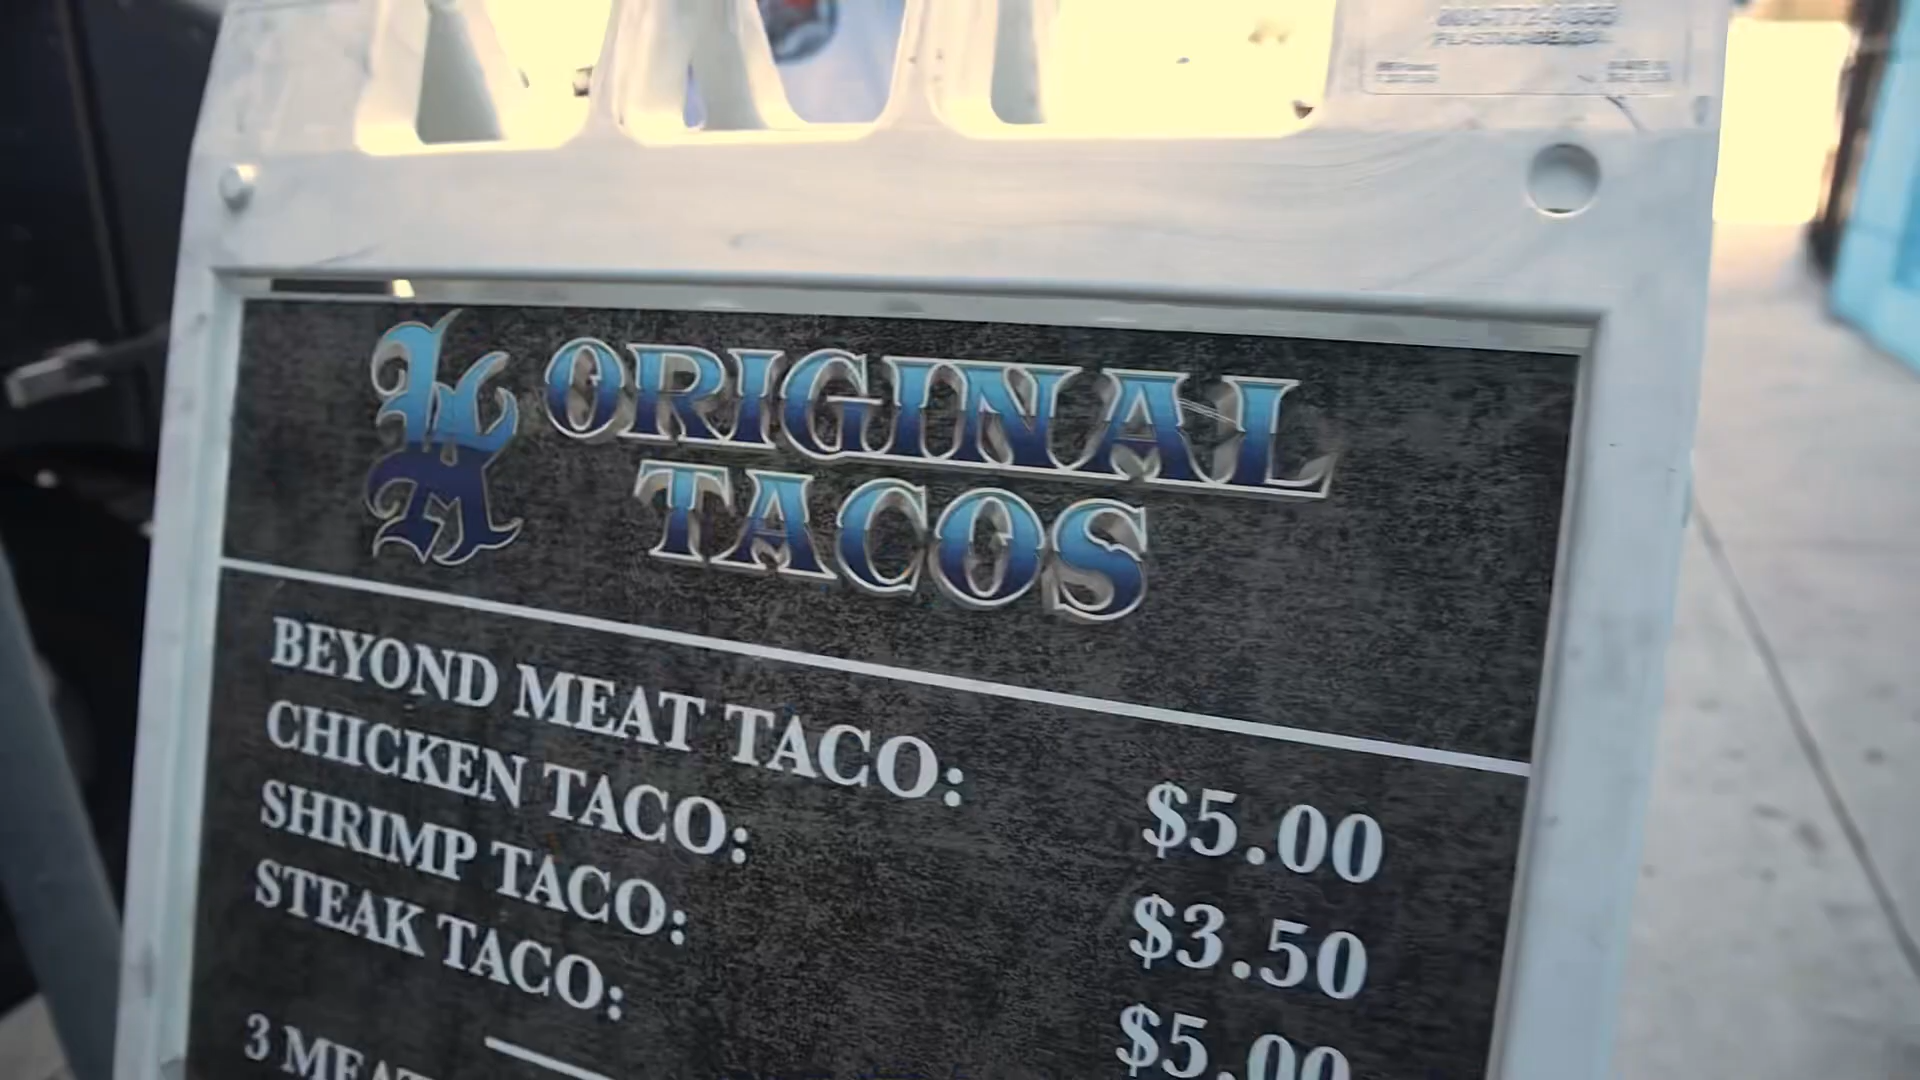 LA ORIGINAL
TACOS
BEYOND MEAT TACO: $5.00
CHICKEN TACO: $3.50
SHRIMP TACO: $5.00
STEAK TACO:
3 MEAT